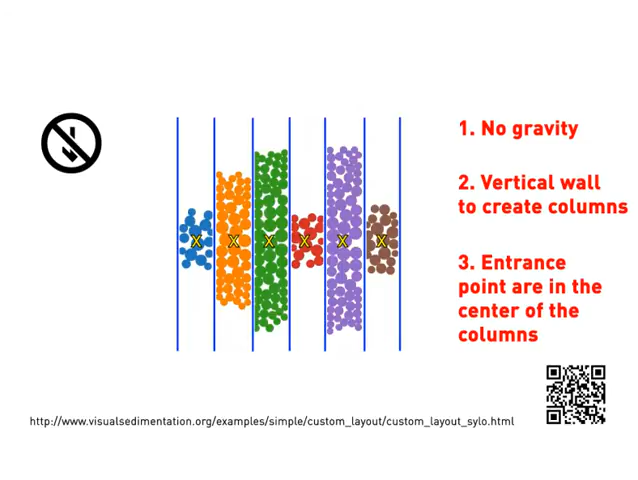 1. No gravity
2. Vertical wall
to create columns
3. Entrance
point are in the
center of the
columns
X X X X X X
http://www.visualsedimentation.org/examples/simple/custom_layout/custom_layout_sylo.html